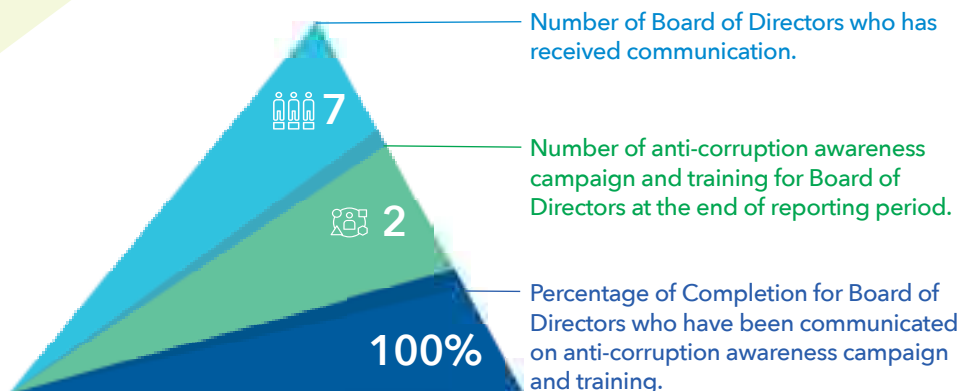 Number of Board of Directors who has
received communication.
7
Number of anti-corruption awareness
campaign and training for Board of
Directors at the end of reporting period.
2
Percentage of Completion for Board of
Directors who have been communicated
on anti-corruption awareness campaign
and training.
100%